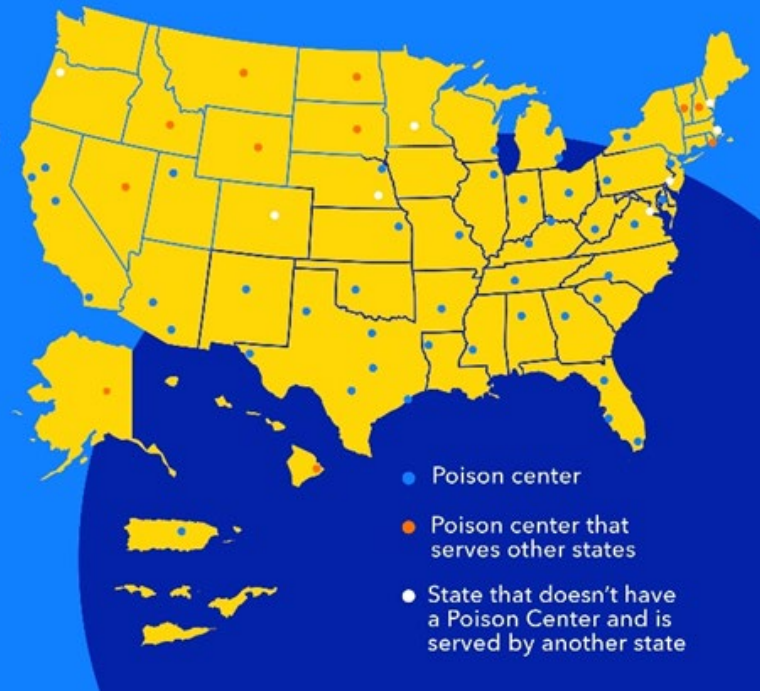 Poison center
Poison center that
serves other states
State that doesn't have
a Poison Center and is
served by another state